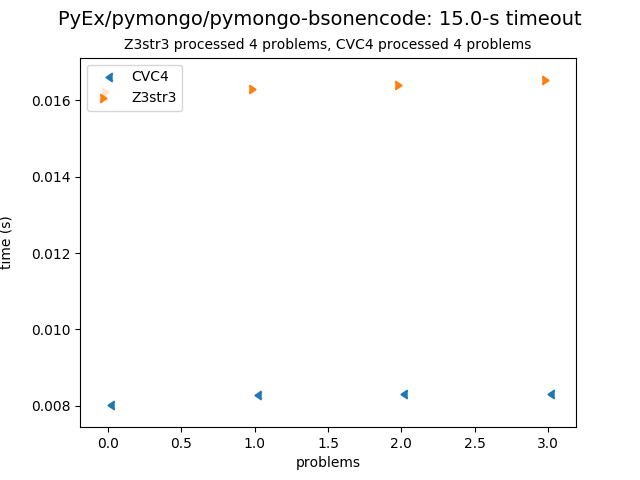 PyEx/pymongo/pymongo-bsonencode: 15.0-s timeout
Z3str3 processed 4 problems, CVC4 processed 4 problems
CVC4
Z3str3
0.016
0.014
0.012
0.010
0.008
time (s)
0.0 0.5 1.0 1.5 2.0 2.5 3.0
problems